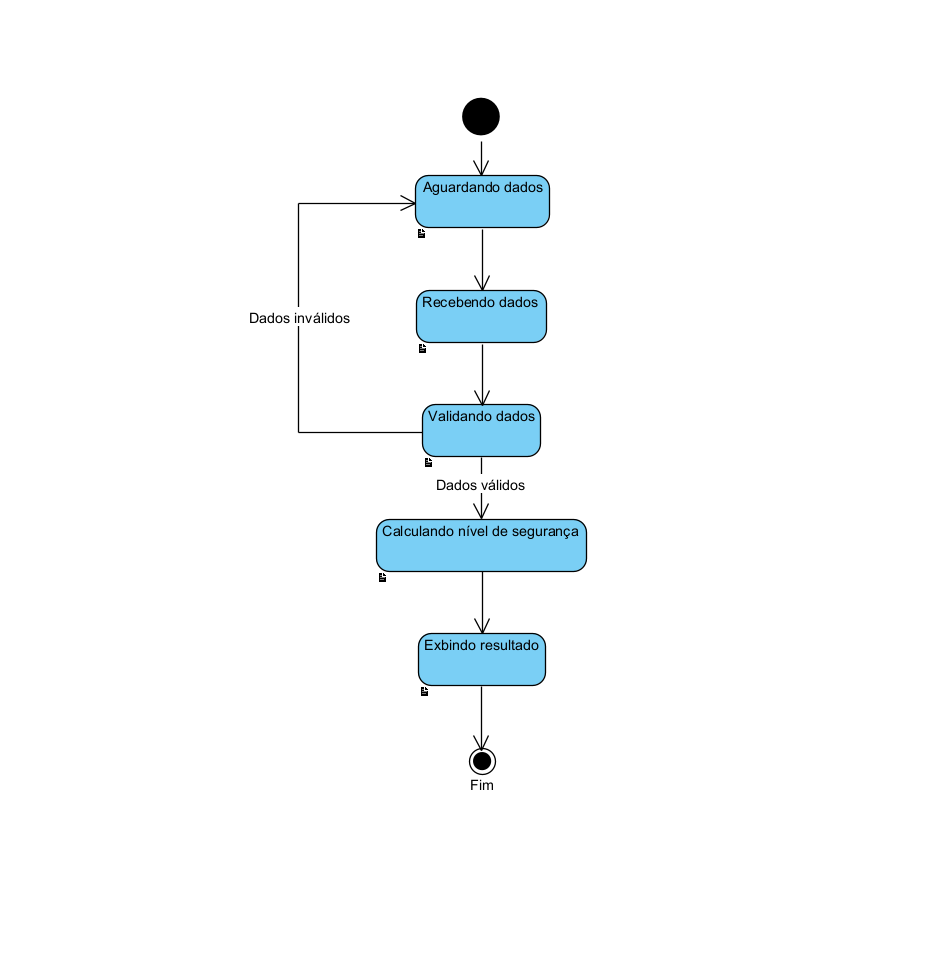 Aguardando dados
Recebendo dados
Dados inválidos
Validando dados
Dados válidos
Calculando nível de segurança
Exbindo resultado
Fim